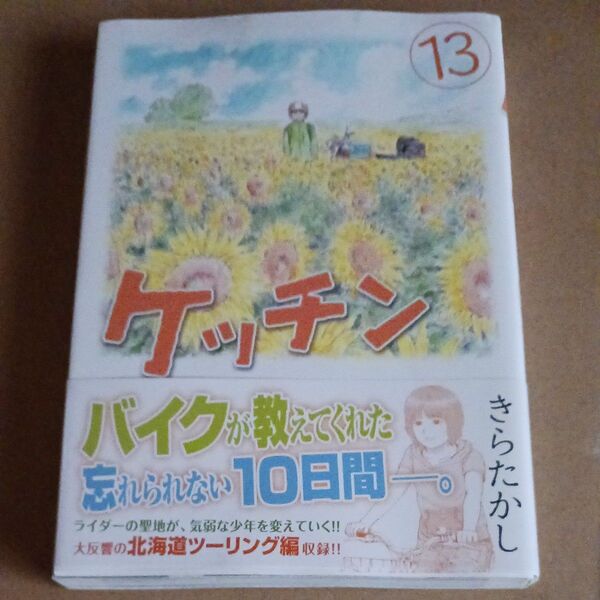 13
ケッチン
バイクが教えてくれた
忘れられない10日間──。
ライダーの聖地が、気弱な少年を変えていく!!
大反響の北海道ツーリング編収録!!
きらたかし